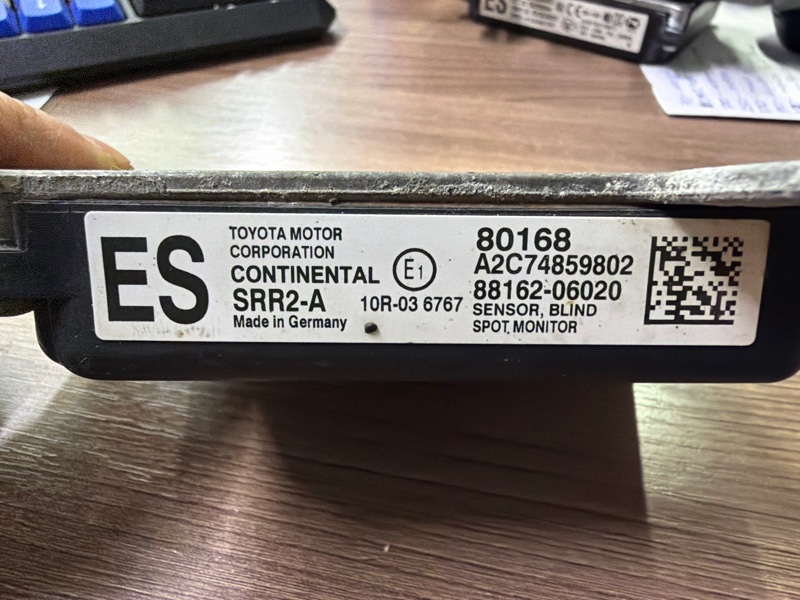 ES
ES
TOYOTA MOTOR
CORPORATION
CONTINENTAL
SRR2-A
Made in Germany
E1
10R-03 6767
80168
A2C74859802
88162-06020
SENSOR, BLIND
SPOT MONITOR